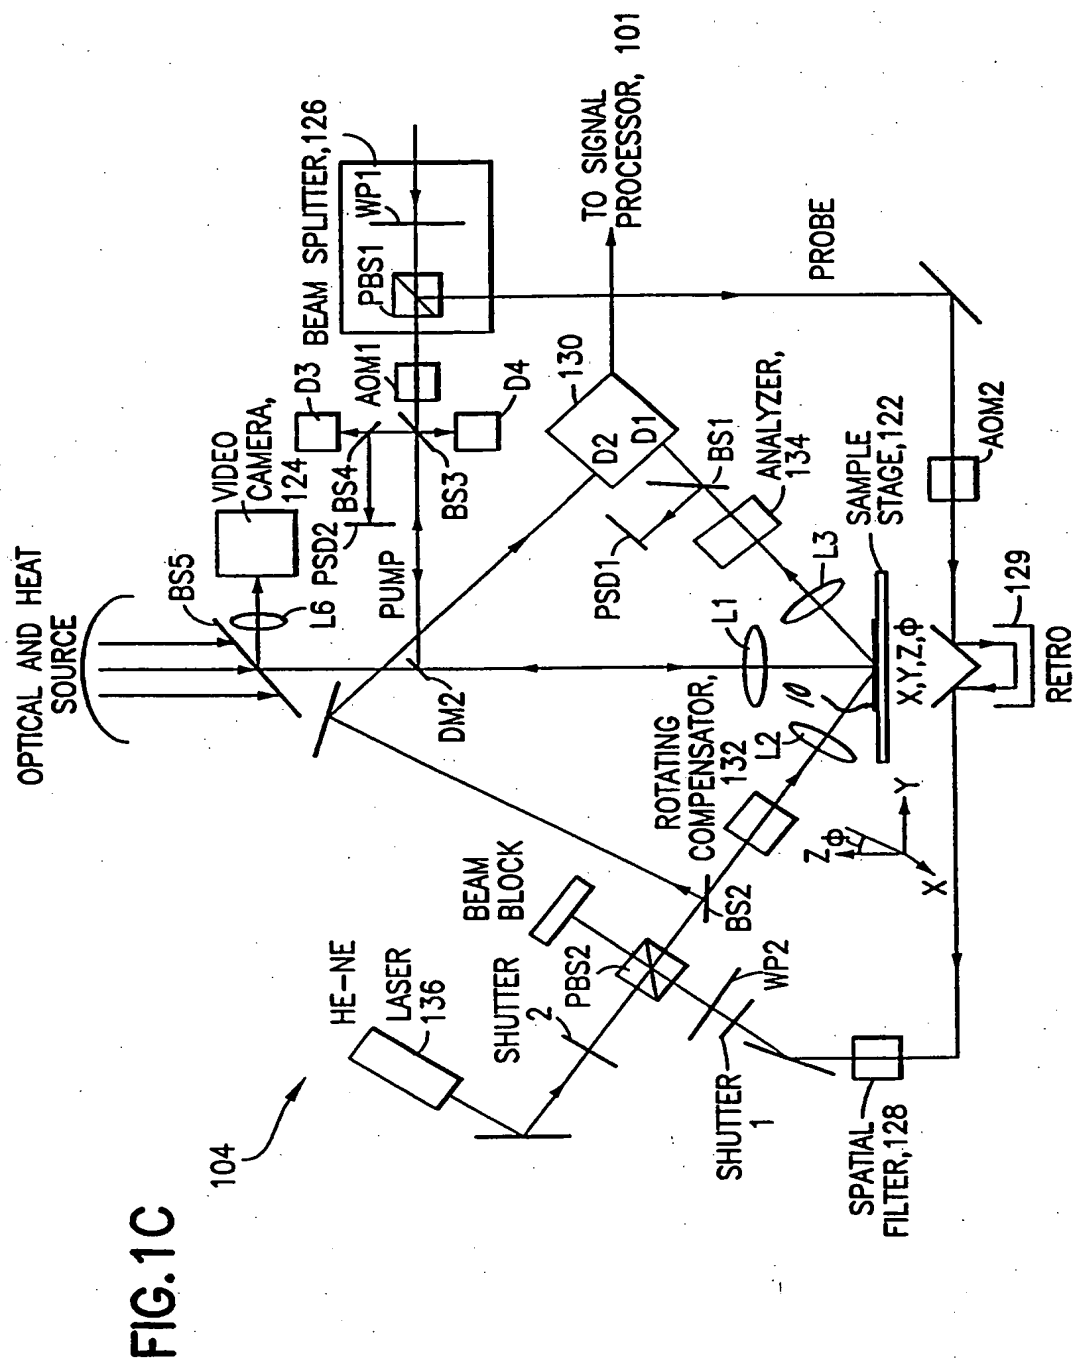 FIG.1C
104
OPTICAL AND HEAT
SOURCE
BS5
L6
VIDEO
CAMERA,
124
D3
BS4
PSD2
AOM1
BS3
D4
PUMP
DM2
BEAM SPLITTER,126
PBS1
WP1
TO SIGNAL
PROCESSOR, 101
130
D2
D1
BS1
PSD1
ANALYZER,
134
L3
L1
PROBE
HE-NE
LASER
136
SHUTTER
2
BEAM
BLOCK
PBS2
BS2
ROTATING
COMPENSATOR,
132
L2
10
X,Y,Z,ϕ
SAMPLE
STAGE,122
AOM2
129
RETRO
Z
ϕ
Y
X
WP2
SHUTTER
1
SPATIAL
FILTER,128